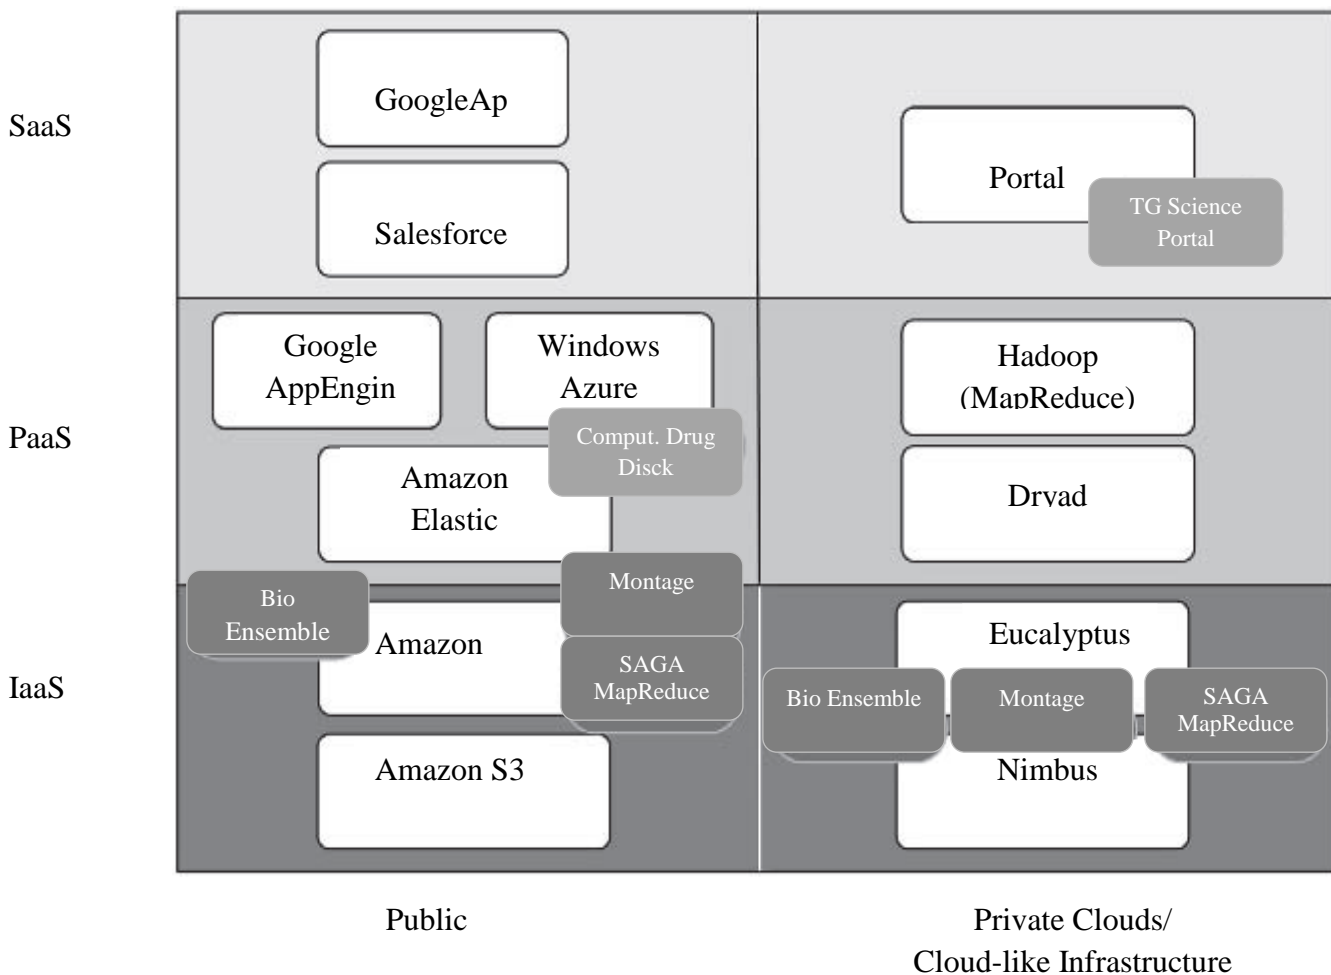 SaaS
GoogleAp
Salesforce
Portal
TG Science
Portal
PaaS
Google
AppEngin
Windows
Azure
Comput. Drug
Disck
Amazon
Elastic
Hadoop
(MapReduce)
Dryad
IaaS
Bio
Ensemble
Montage
Amazon
SAGA
MapReduce
Amazon S3
Eucalyptus
Bio Ensemble
Montage
SAGA
MapReduce
Nimbus
Public
Private Clouds/
Cloud-like Infrastructure